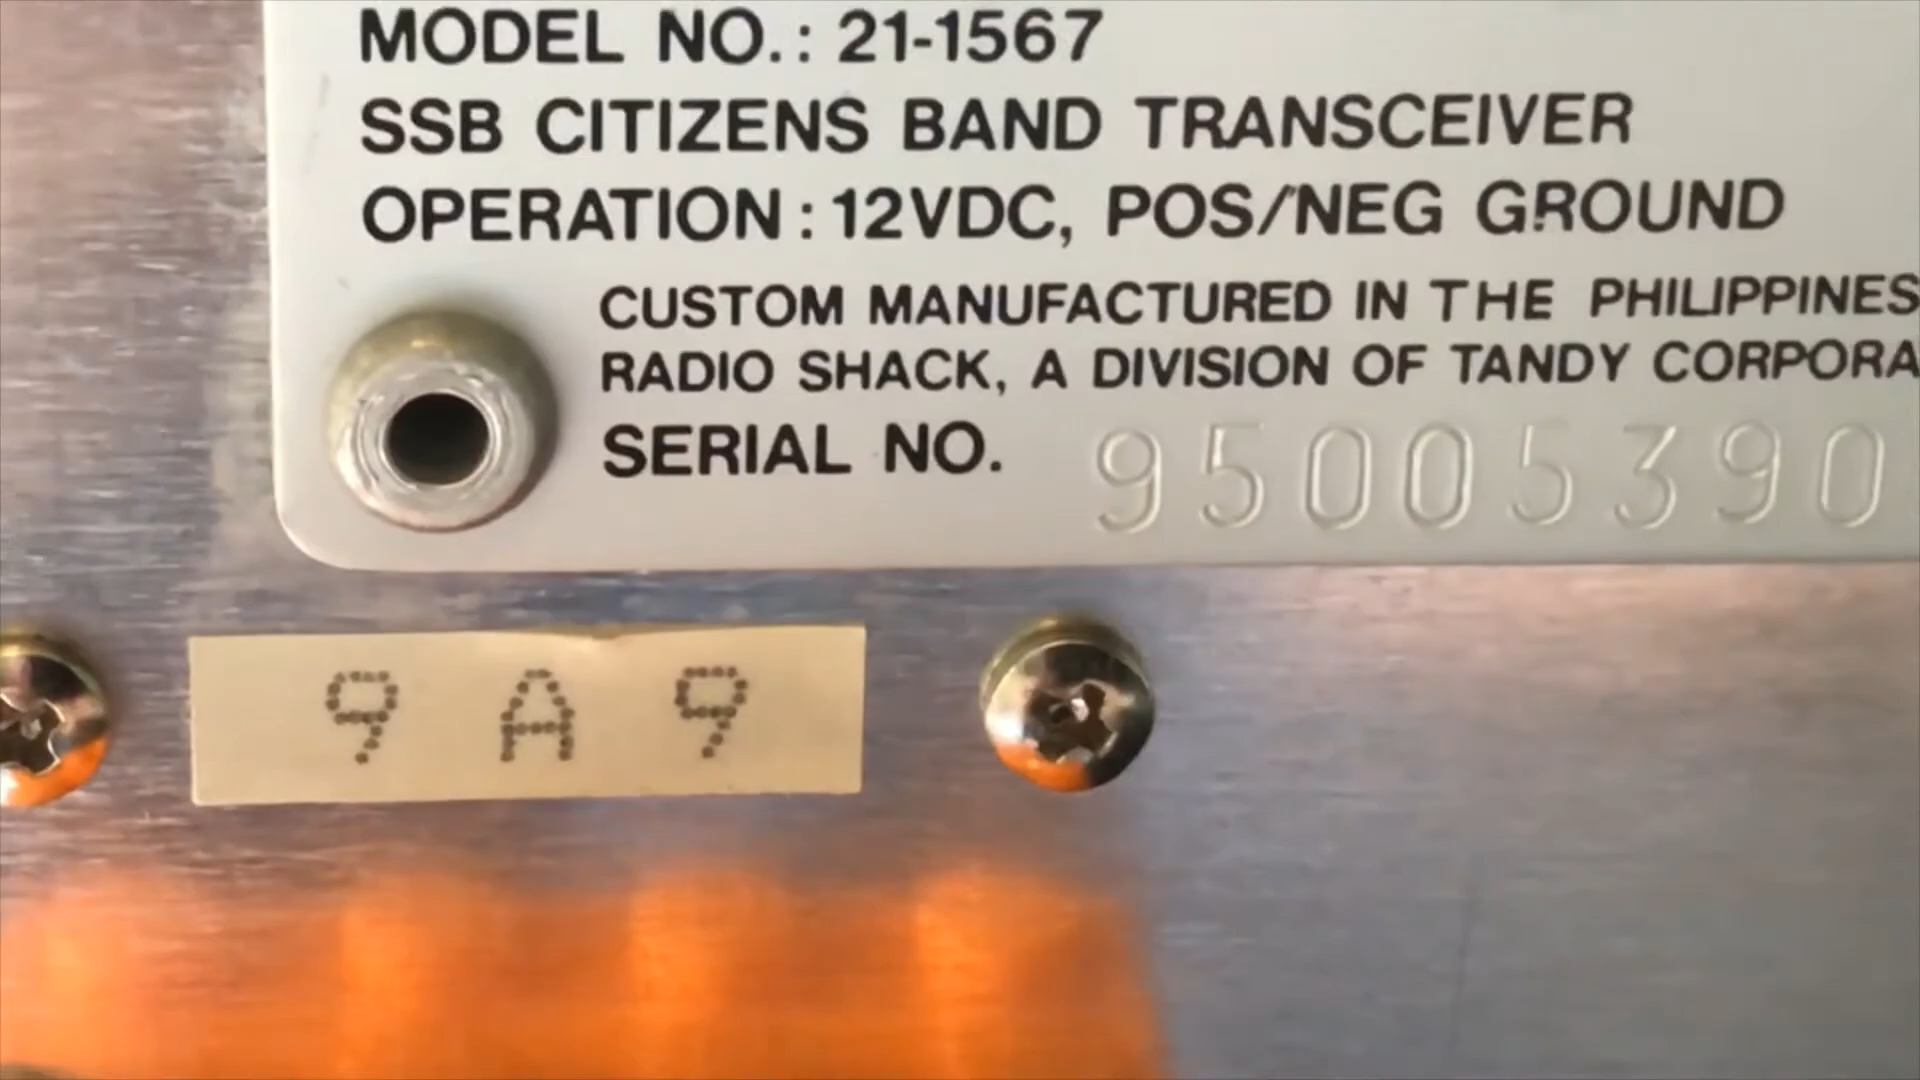 MODEL NO.: 21-1567
SSB CITIZENS BAND TRANSCEIVER
OPERATION: 12VDC, POS/NEG GROUND
CUSTOM MANUFACTURED IN THE PHILIPPINES
RADIO SHACK, A DIVISION OF TANDY CORPORA
SERIAL NO. 95005390
9A9